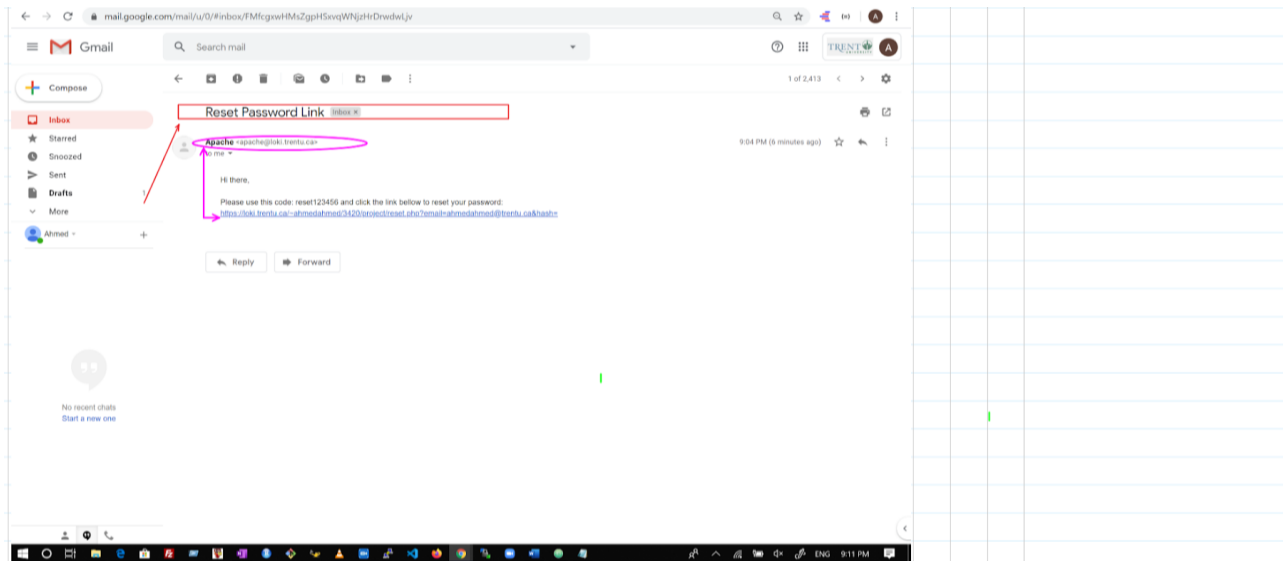 mail.google.com/mail/u/0/#inbox/FMfcgxwHMsZgpHSxvqWNjzHrDrwdwLjv
Gmail
Search mail
TRENT
UNIVERSITY
A
Compose
1 of 2,413
Reset Password Link Inbox x
Inbox
Starred
Snoozed
Sent
Drafts 1
More
Ahmed
Apache <apache@loki.trentu.ca>
9:04 PM (6 minutes ago)
to me
Hi there,
Please use this code: reset123456 and click the link bellow to reset your password:
https://loki.trentu.ca/~ahmedahmed/3420/project/reset.php?email=ahmedahmed@trentu.ca&hash=
Reply
Forward
No recent chats
Start a new one
ENG 9:11 PM